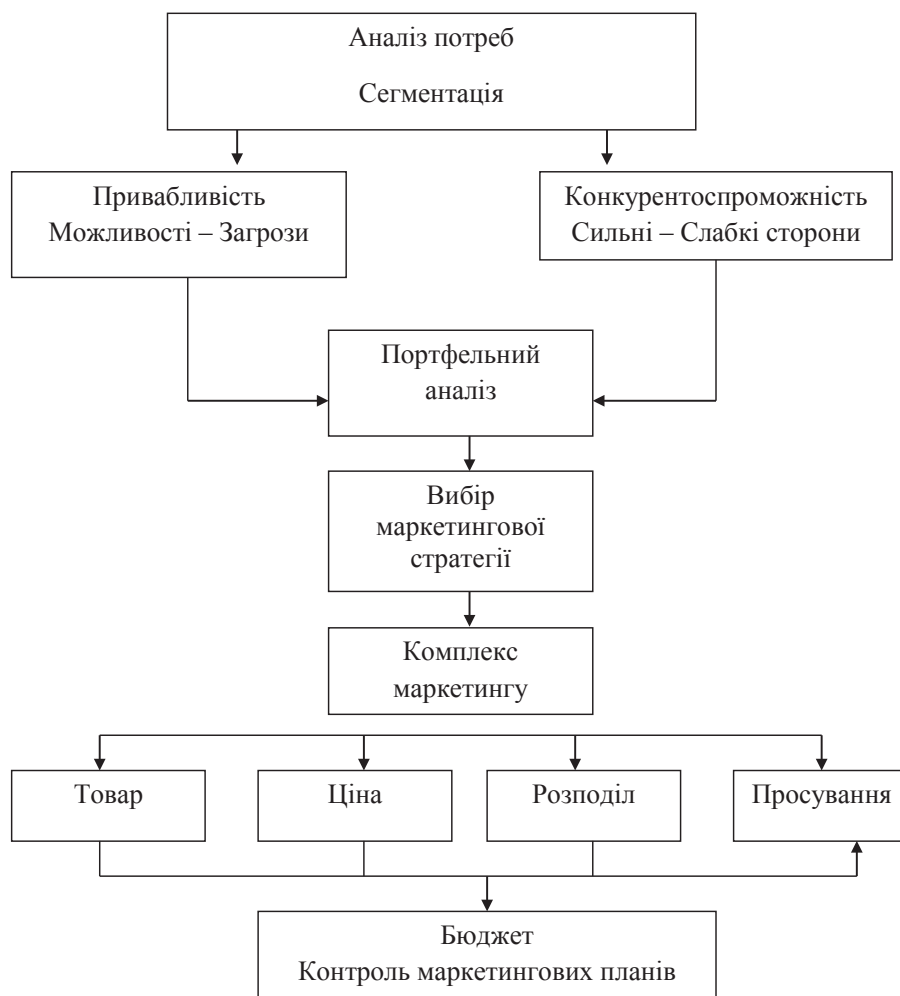 Аналіз потреб
Сегментація
Привабливість
Можливості – Загрози
Конкурентоспроможність
Сильні – Слабкі сторони
Портфельний
аналіз
Вибір
маркетингової
стратегії
Комплекс
маркетингу
Товар
Ціна
Розподіл
Просування
Бюджет
Контроль маркетингових планів